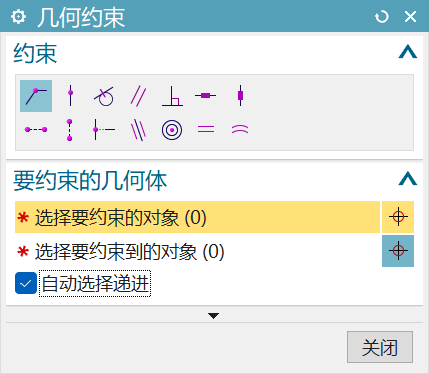 几何约束
约束
要约束的几何体
* 选择要约束的对象 (0)
* 选择要约束到的对象 (0)
自动选择递进
关闭